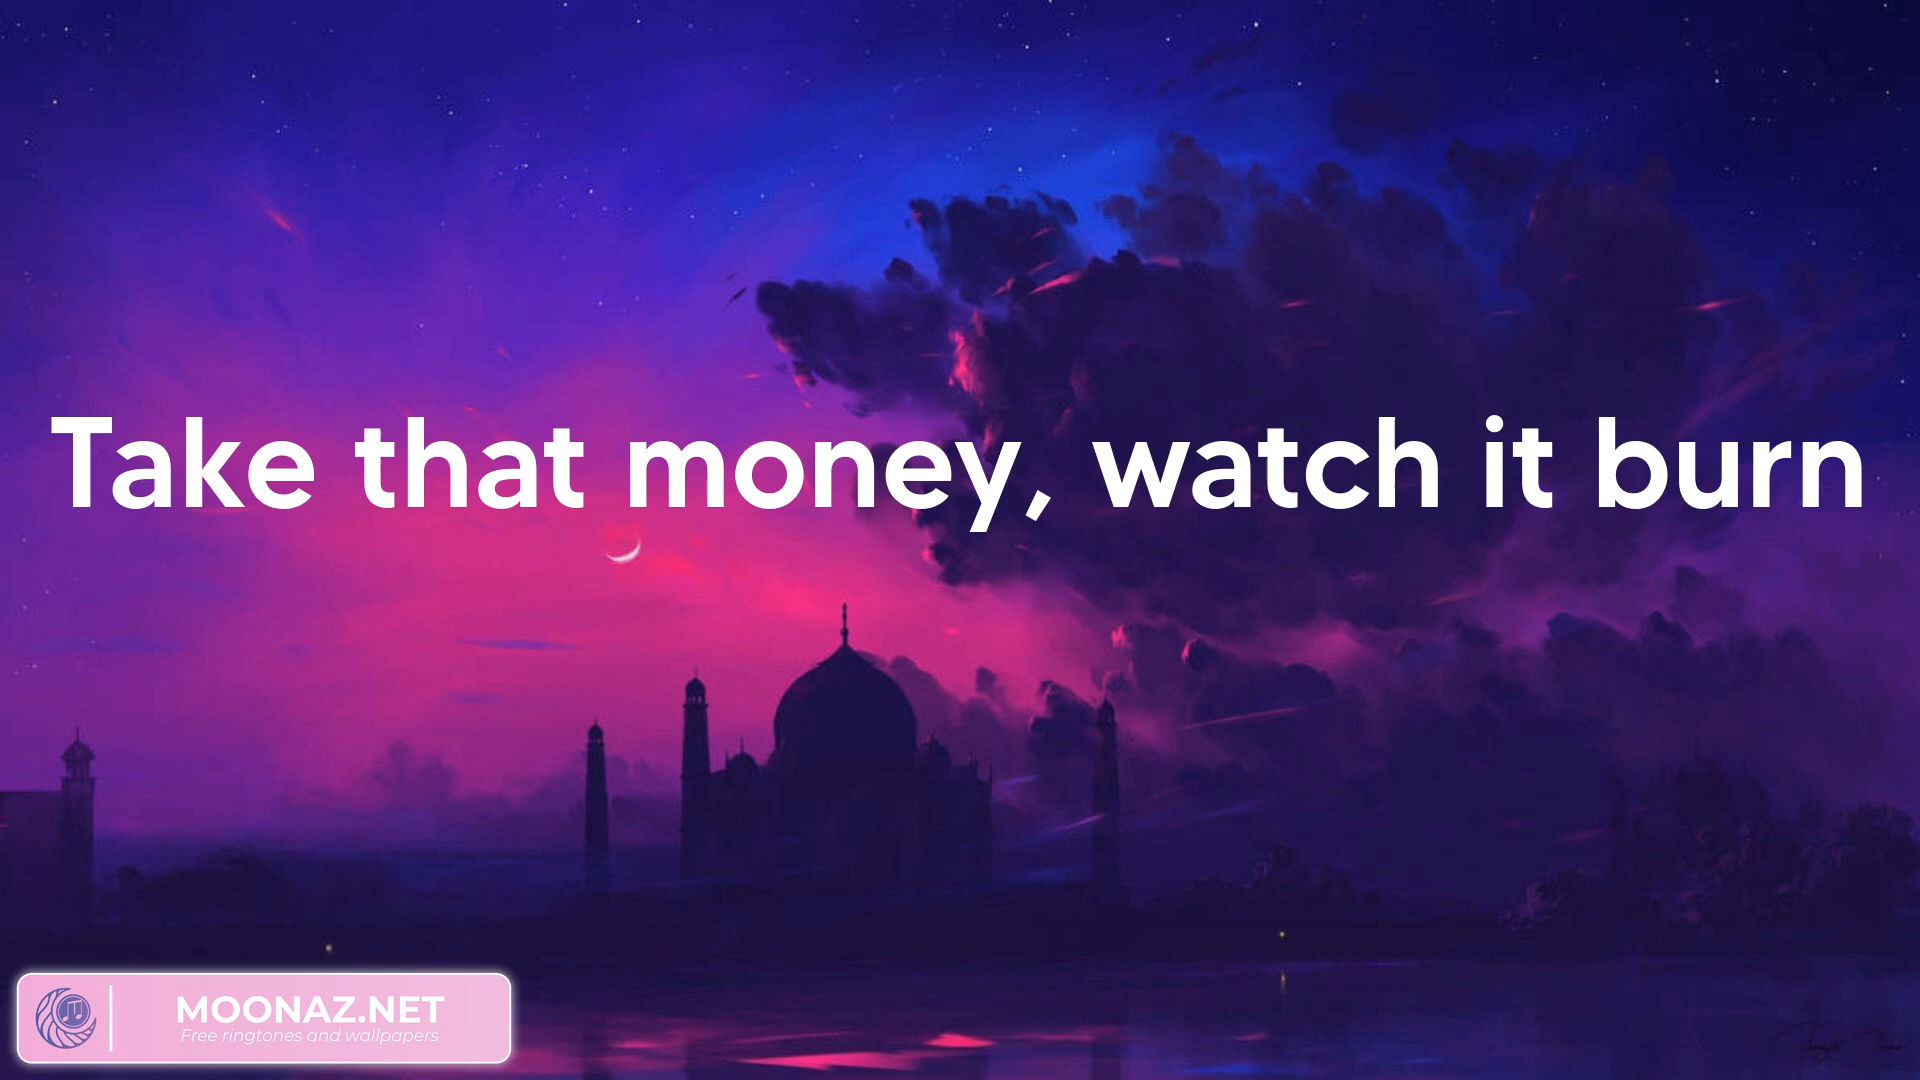 Take that money, watch it burn
MOONAZ.NET
Free ringtones and wallpapers